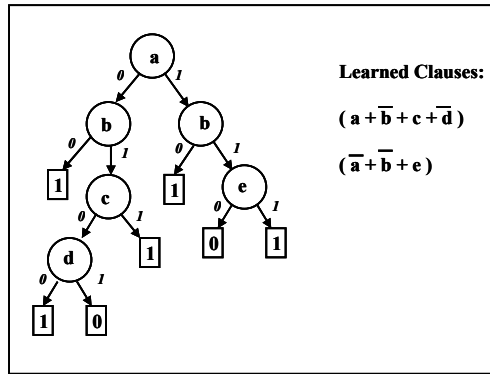 a
0 1
b b
0 1 0 1
1 c 1 e
0 1 0 1
d 1 0 1
0 1
1 0
Learned Clauses:
( a + b̅ + c + d̅ )
( a̅ + b̅ + e )